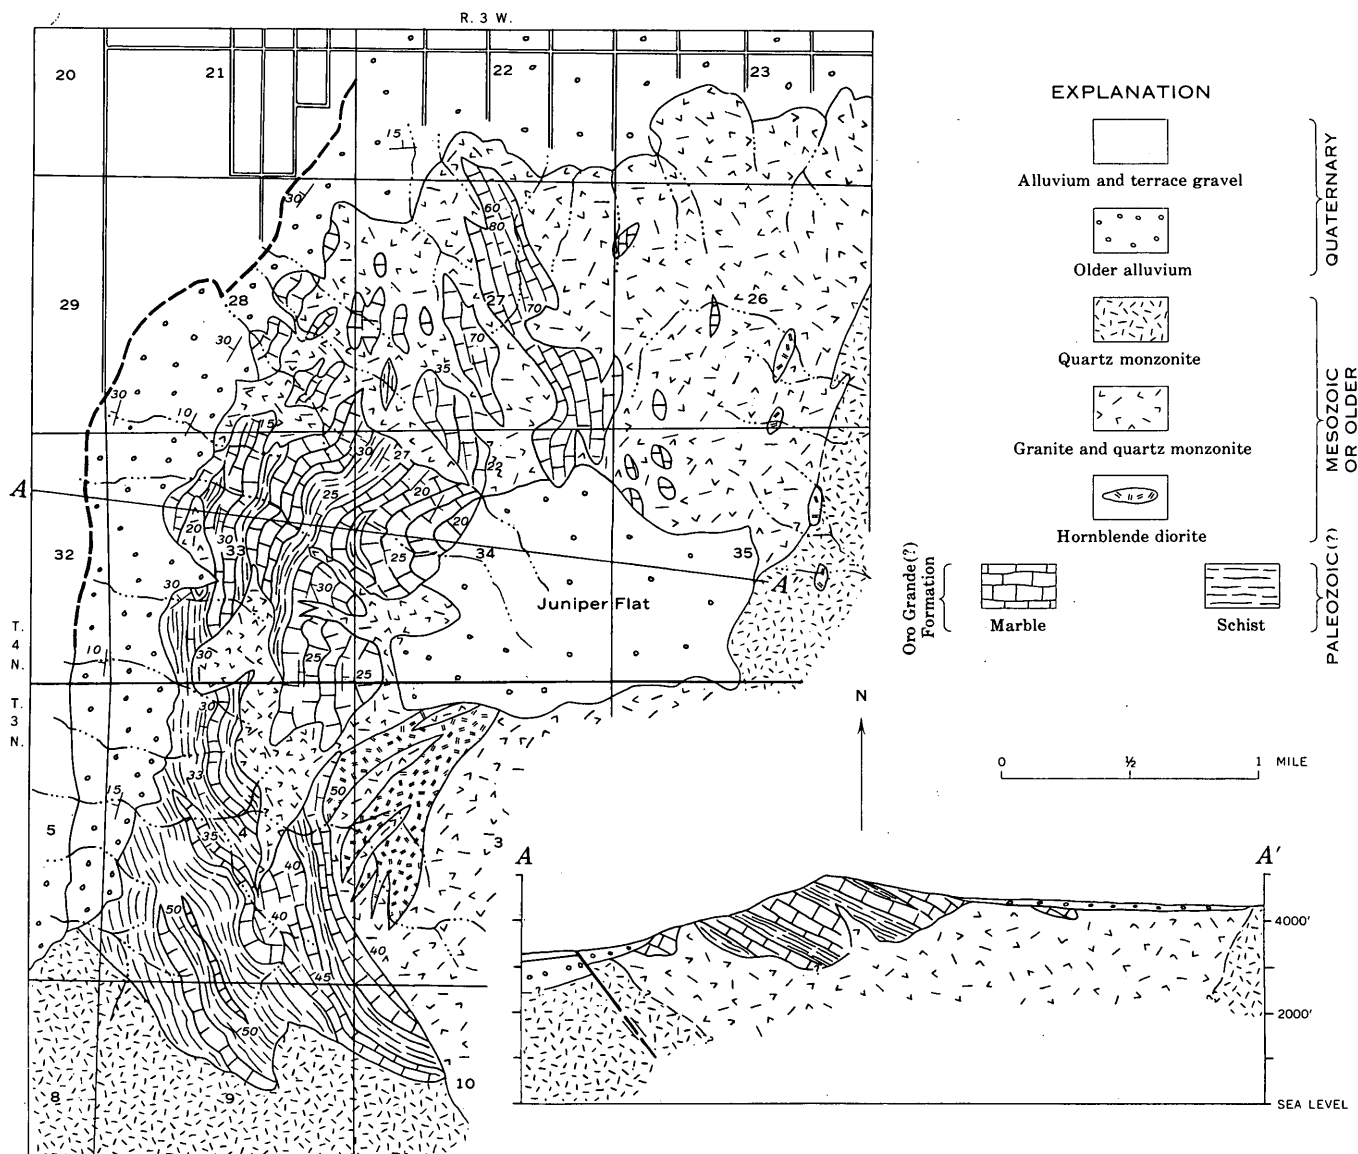 R. 3 W.
20
21
22
23
15
30
60
80
29
28
27
26
70
30
70
35
30
10
15
30
27
22
A
25
20
20
20
30
33
25
34
35
32
30
30
A'
Juniper Flat
T.
4
N.
30
25
25
10
T.
3
N.
30
33
50
15
5
35
4
40
3
50
40
40
45
50
8
9
10
EXPLANATION
Alluvium and terrace gravel
Older alluvium
QUATERNARY
Quartz monzonite
Granite and quartz monzonite
Hornblende diorite
MESOZOIC
OR OLDER
Oro Grande(?)
Formation
Marble
Schist
PALEOZOIC(?)
N
0 ½ 1 MILE
A A'
4000'
2000'
SEA LEVEL